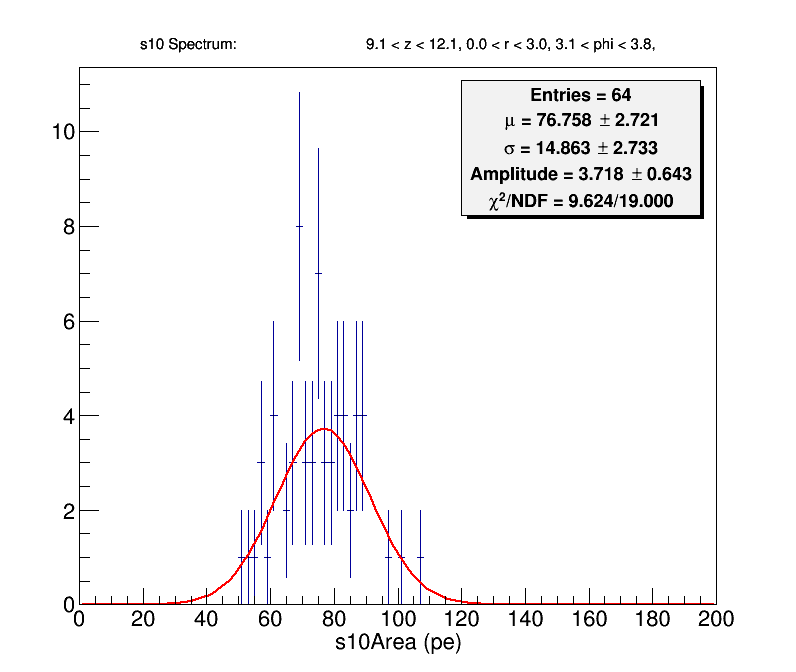 s10 Spectrum: 9.1 < z < 12.1, 0.0 < r < 3.0, 3.1 < phi < 3.8,
Entries = 64
μ = 76.758 ± 2.721
σ = 14.863 ± 2.733
Amplitude = 3.718 ± 0.643
χ²/NDF = 9.624/19.000
10
8
6
4
2
0
0 20 40 60 80 100 120 140 160 180 200
s10Area (pe)